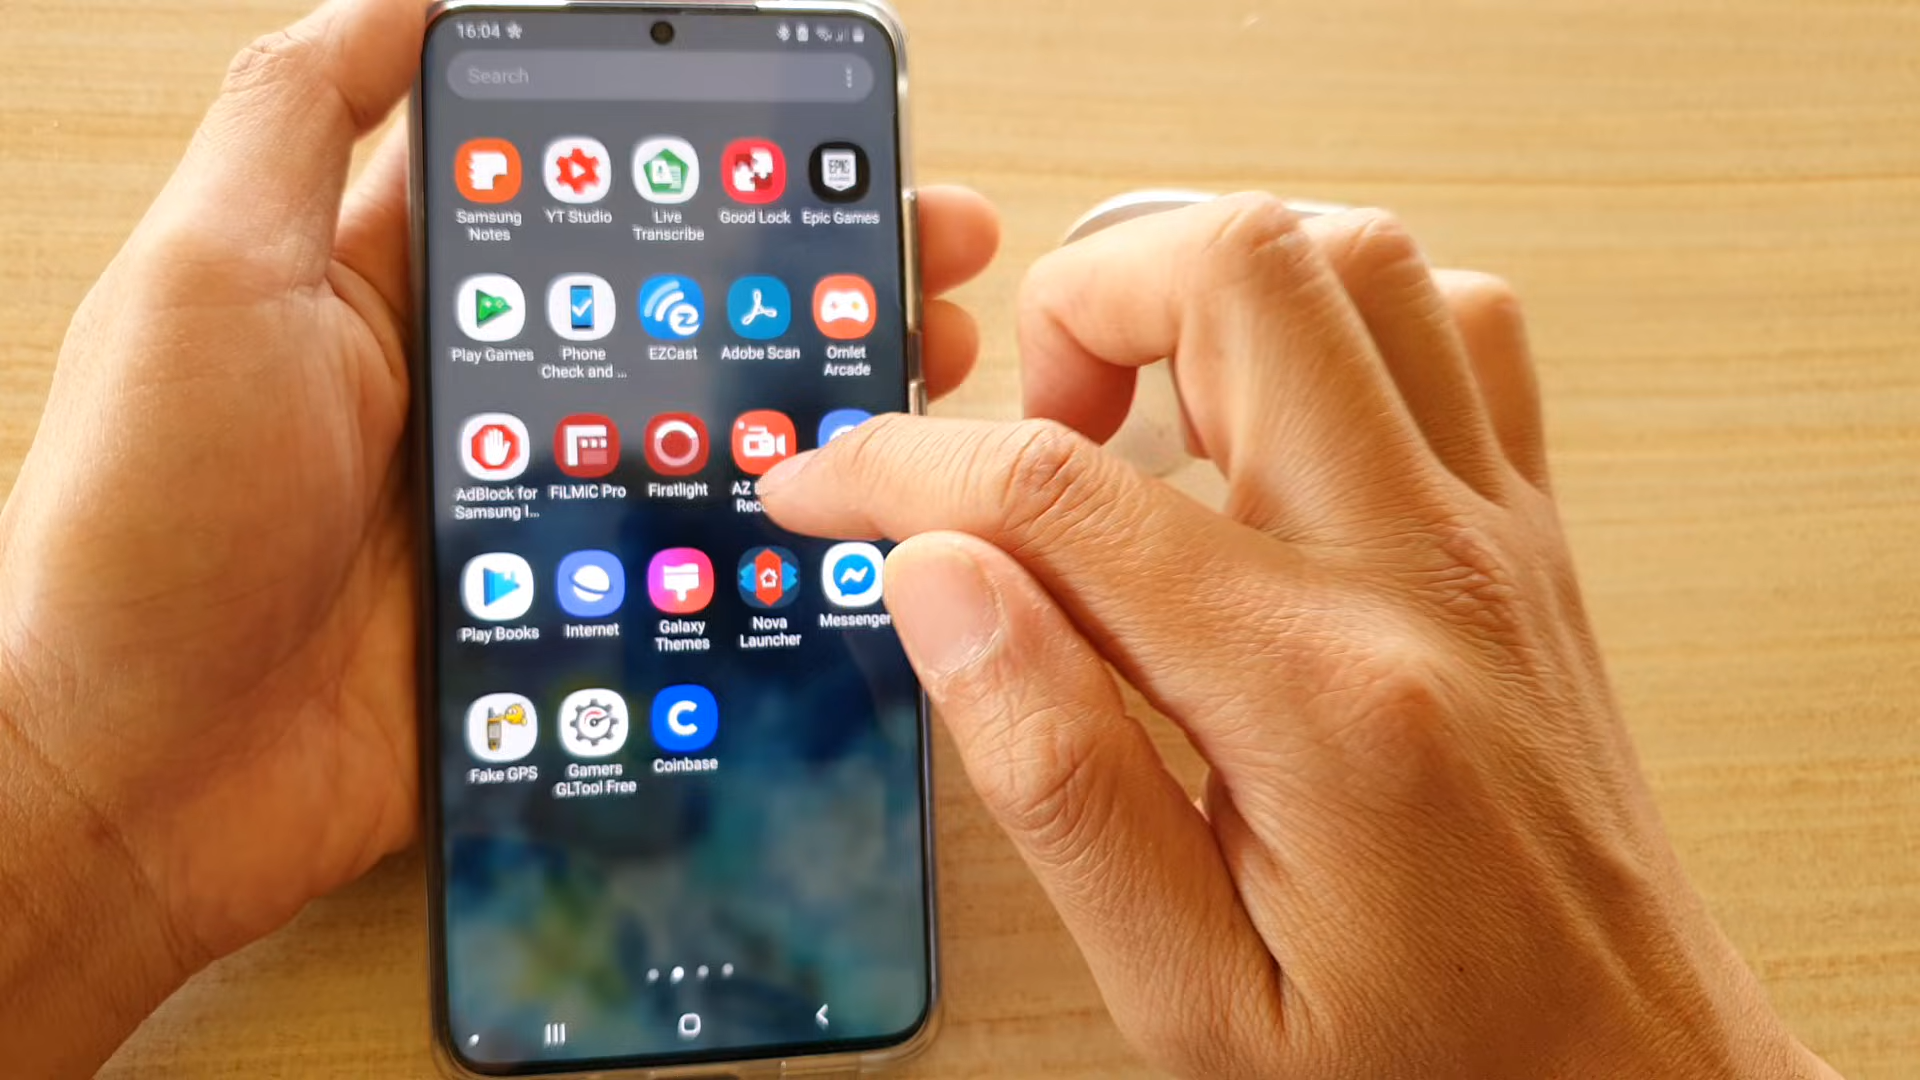 16:04
Search
Samsung Notes
YT Studio
Live Transcribe
Good Lock
EPIC
Epic Games
Play Games
Phone Check and ...
EZCast
Adobe Scan
Omlet Arcade
AdBlock for Samsung I...
FiLMiC Pro
Firstlight
AZ
Rec
Play Books
Internet
Galaxy Themes
Nova Launcher
Messenger
Fake GPS
Gamers GLTool Free
Coinbase